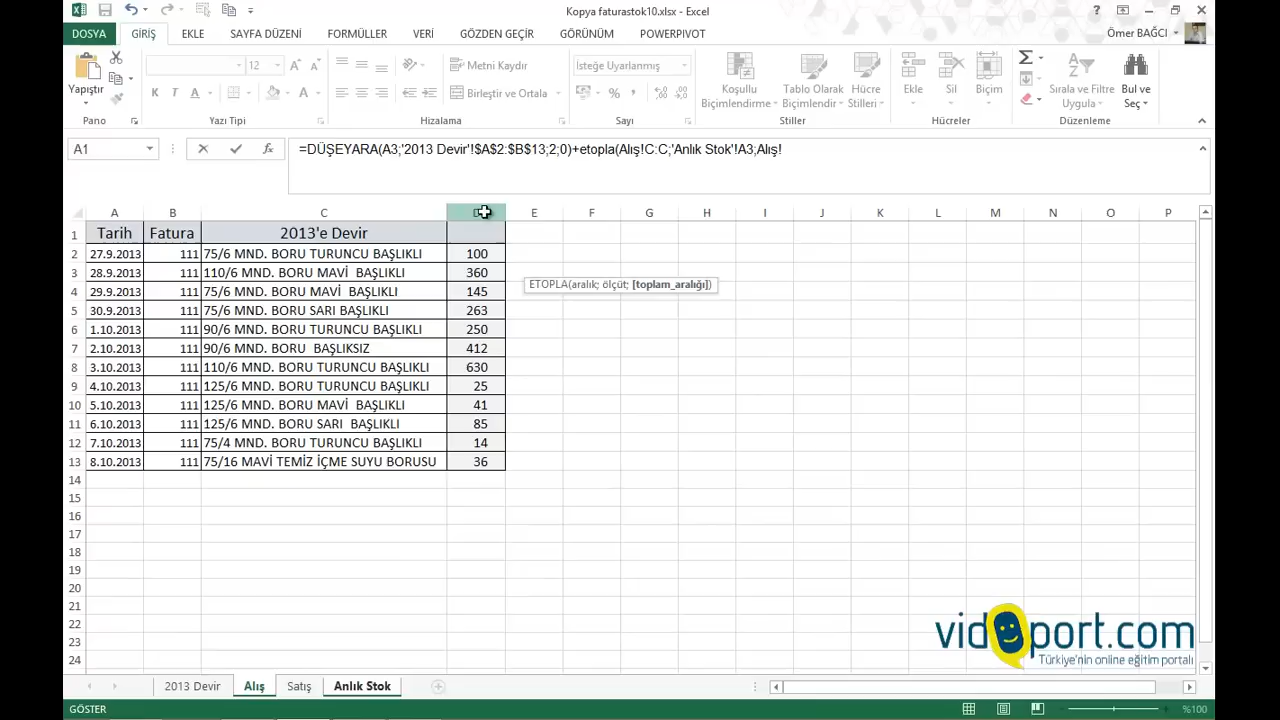 Kopya faturastok10.xlsx - Excel
?
DOSYA GİRİŞ EKLE SAYFA DÜZENİ FORMÜLLER VERİ GÖZDEN GEÇİR GÖRÜNÜM POWERPIVOT Ömer BAĞCI
12 Metni Kaydır İsteğe Uyarlanmış
Yapıştır K T A Birleştir ve Ortala % Koşullu Biçimlendirme Tablo Olarak Biçimlendir Hücre Stilleri Ekle Sil Biçim Sırala ve Filtre Uygula Bul ve Seç
Pano Yazı Tipi Hizalama Sayı Stiller Hücreler Düzenleme
A1 fx =DÜŞEYARA(A3;'2013 Devir'!$A$2:$B$13;2;0)+etopla(Alış!C:C;'Anlık Stok'!A3;Alış!
A B C D E F G H I J K L M N O P
1 Tarih Fatura 2013'e Devir
2 27.9.2013 111 75/6 MND. BORU TURUNCU BAŞLIKLI 100
3 28.9.2013 111 110/6 MND. BORU MAVİ BAŞLIKLI 360
ETOPLA(aralık; ölçüt; [toplam_aralığı])
4 29.9.2013 111 75/6 MND. BORU MAVİ BAŞLIKLI 145
5 30.9.2013 111 75/6 MND. BORU SARI BAŞLIKLI 263
6 1.10.2013 111 90/6 MND. BORU TURUNCU BAŞLIKLI 250
7 2.10.2013 111 90/6 MND. BORU BAŞLIKSIZ 412
8 3.10.2013 111 110/6 MND. BORU TURUNCU BAŞLIKLI 630
9 4.10.2013 111 125/6 MND. BORU TURUNCU BAŞLIKLI 25
10 5.10.2013 111 125/6 MND. BORU MAVİ BAŞLIKLI 41
11 6.10.2013 111 125/6 MND. BORU SARI BAŞLIKLI 85
12 7.10.2013 111 75/4 MND. BORU TURUNCU BAŞLIKLI 14
13 8.10.2013 111 75/16 MAVİ TEMİZ İÇME SUYU BORUSU 36
14
15
16
17
18
19
20
21
22
23
24
vidoport.com
Türkiye'nin online eğitim portalı
2013 Devir Alış Satış Anlık Stok
GÖSTER %100